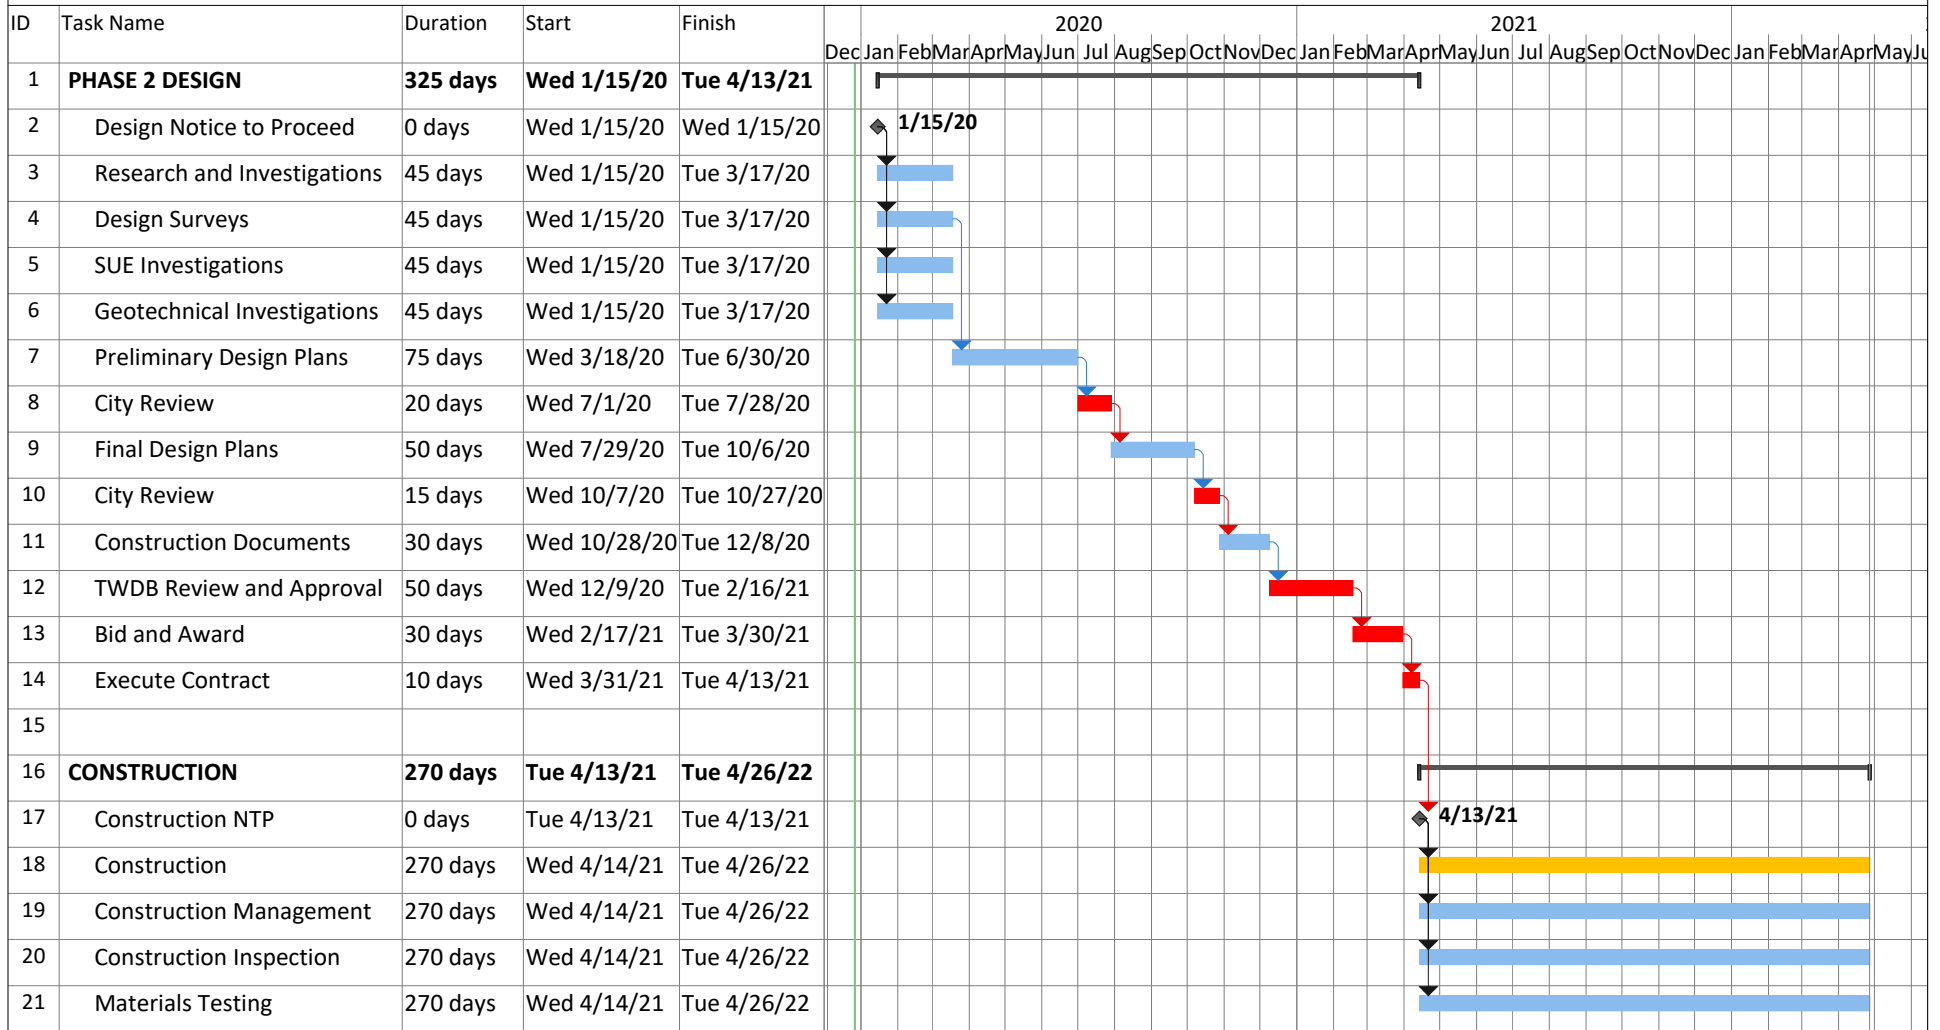 ID Task Name Duration Start Finish 2020 2021
Dec Jan Feb Mar Apr May Jun Jul Aug Sep Oct Nov Dec Jan Feb Mar Apr May Jun Jul Aug Sep Oct Nov Dec Jan Feb Mar Apr May Ju
1 PHASE 2 DESIGN 325 days Wed 1/15/20 Tue 4/13/21
2 Design Notice to Proceed 0 days Wed 1/15/20 Wed 1/15/20 1/15/20
3 Research and Investigations 45 days Wed 1/15/20 Tue 3/17/20
4 Design Surveys 45 days Wed 1/15/20 Tue 3/17/20
5 SUE Investigations 45 days Wed 1/15/20 Tue 3/17/20
6 Geotechnical Investigations 45 days Wed 1/15/20 Tue 3/17/20
7 Preliminary Design Plans 75 days Wed 3/18/20 Tue 6/30/20
8 City Review 20 days Wed 7/1/20 Tue 7/28/20
9 Final Design Plans 50 days Wed 7/29/20 Tue 10/6/20
10 City Review 15 days Wed 10/7/20 Tue 10/27/20
11 Construction Documents 30 days Wed 10/28/20 Tue 12/8/20
12 TWDB Review and Approval 50 days Wed 12/9/20 Tue 2/16/21
13 Bid and Award 30 days Wed 2/17/21 Tue 3/30/21
14 Execute Contract 10 days Wed 3/31/21 Tue 4/13/21
15
16 CONSTRUCTION 270 days Tue 4/13/21 Tue 4/26/22
17 Construction NTP 0 days Tue 4/13/21 Tue 4/13/21 4/13/21
18 Construction 270 days Wed 4/14/21 Tue 4/26/22
19 Construction Management 270 days Wed 4/14/21 Tue 4/26/22
20 Construction Inspection 270 days Wed 4/14/21 Tue 4/26/22
21 Materials Testing 270 days Wed 4/14/21 Tue 4/26/22